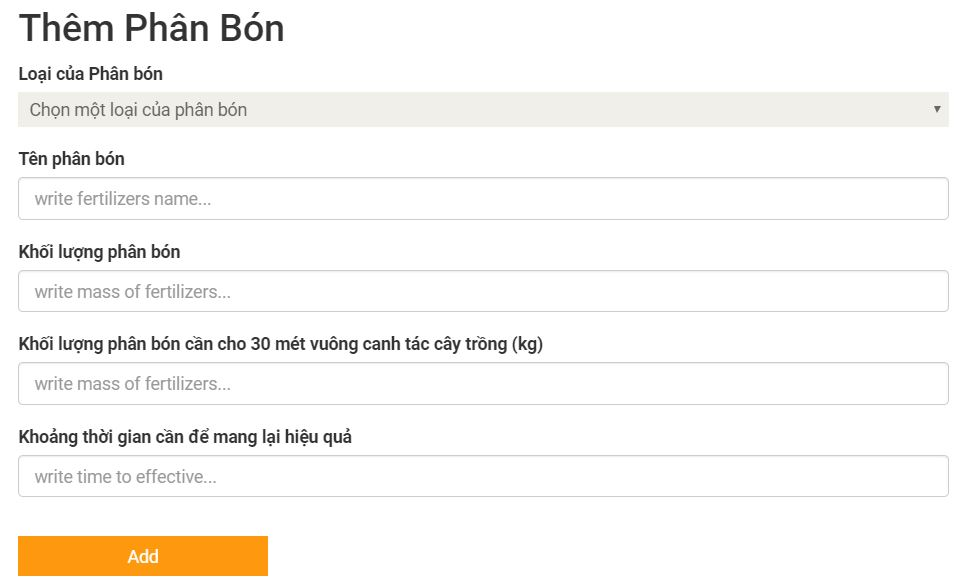 Thêm Phân Bón
Loại của Phân bón
Chọn một loại của phân bón
Tên phân bón
write fertilizers name...
Khối lượng phân bón
write mass of fertilizers...
Khối lượng phân bón cần cho 30 mét vuông canh tác cây trồng (kg)
write mass of fertilizers...
Khoảng thời gian cần để mang lại hiệu quả
write time to effective...
Add